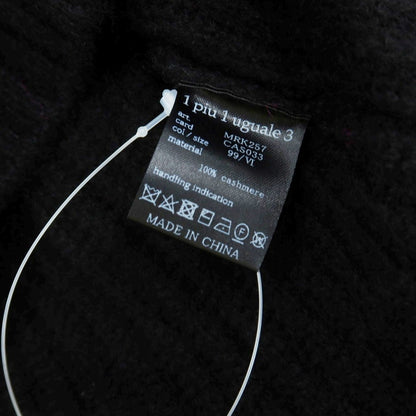 1 piu 1 uguale 3
art. MRK257
card CAS033
col / size 99/VI
material
100% cashmere
handling indication
MADE IN CHINA